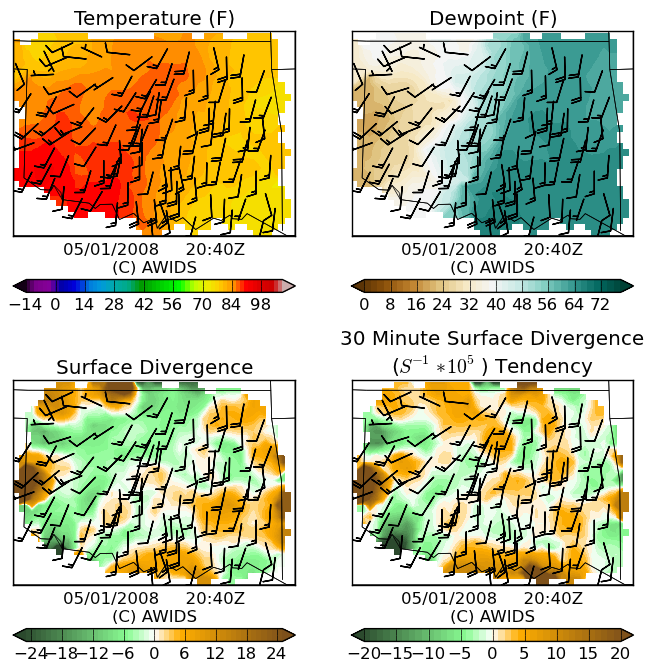 Temperature (F)
Dewpoint (F)
05/01/2008 20:40Z
(C) AWIDS
−14 0 14 28 42 56 70 84 98
05/01/2008 20:40Z
(C) AWIDS
0 8 16 24 32 40 48 56 64 72
Surface Divergence
30 Minute Surface Divergence
(S⁻¹ *10⁵ ) Tendency
05/01/2008 20:40Z
(C) AWIDS
−24 −18 −12 −6 0 6 12 18 24
05/01/2008 20:40Z
(C) AWIDS
−20 −15 −10 −5 0 5 10 15 20